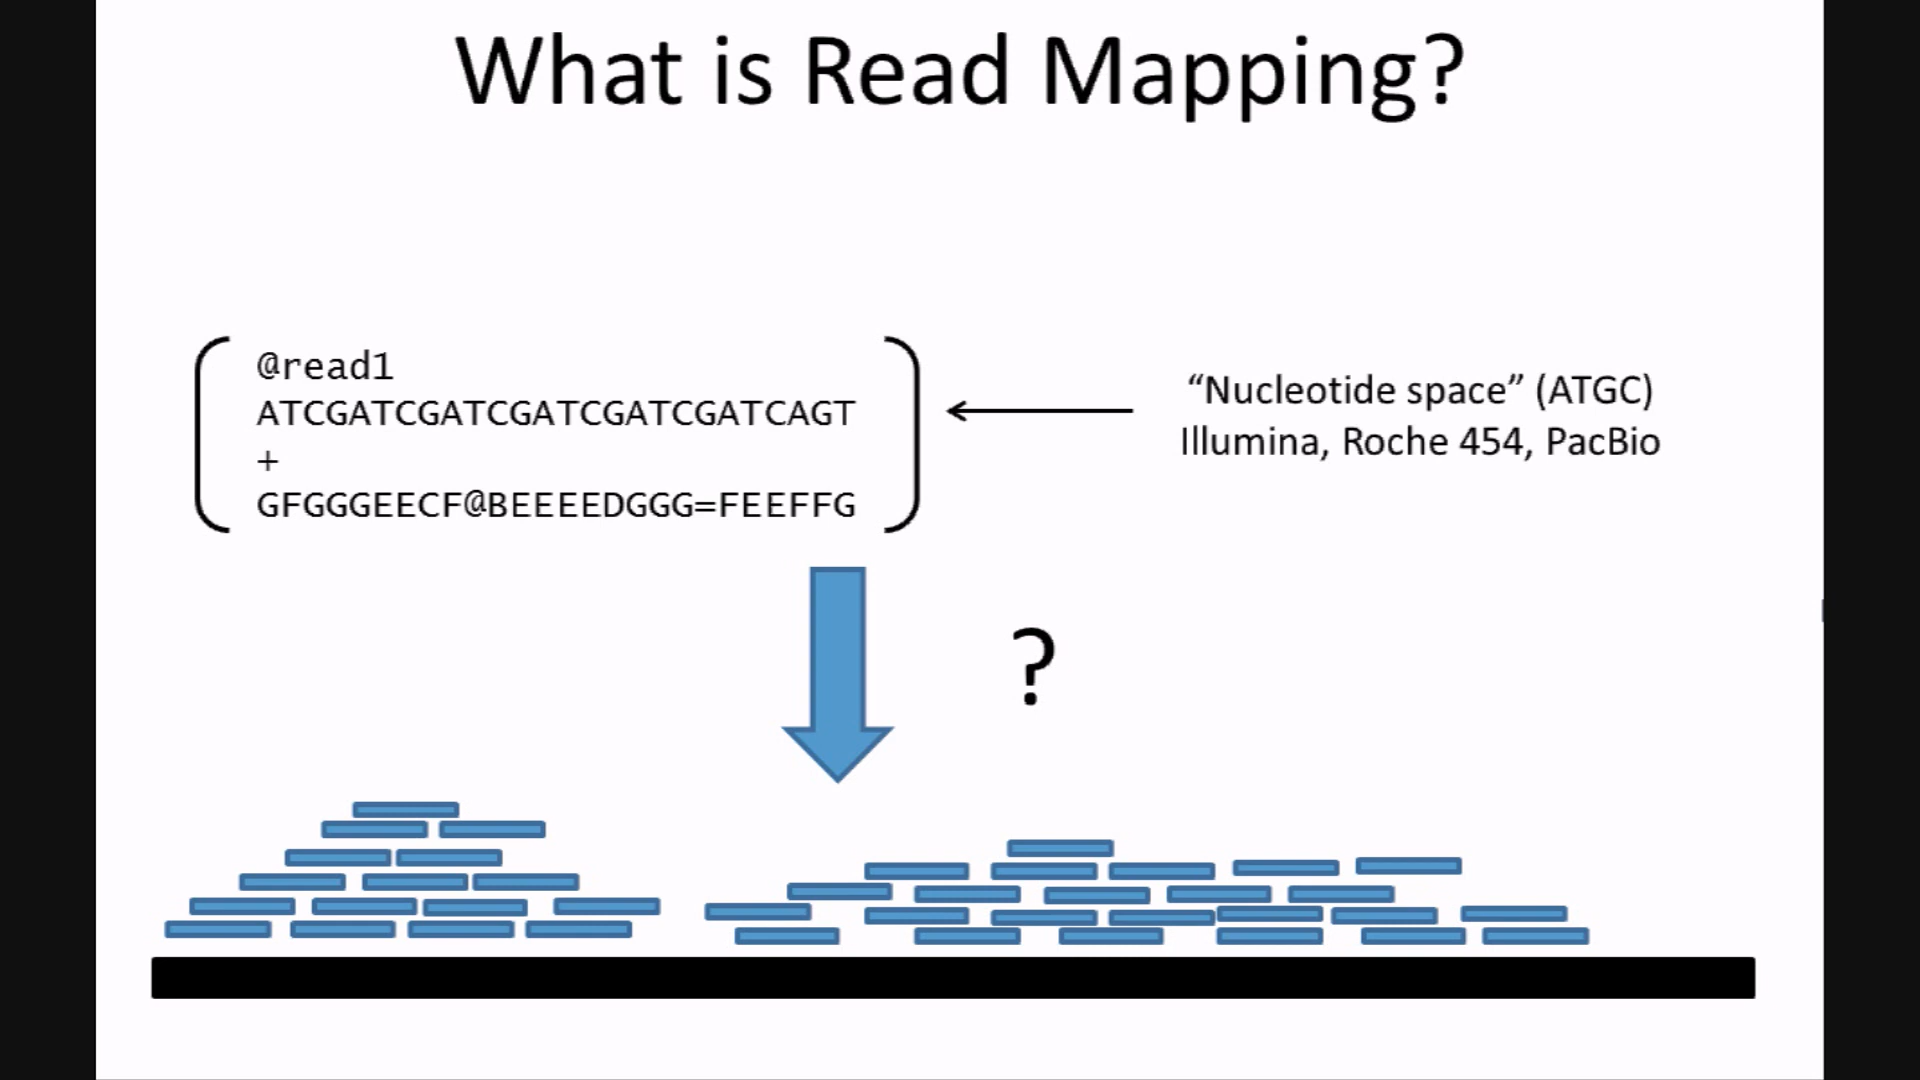 What is Read Mapping?
@read1
ATCGATCGATCGATCGATCGATCAGT
+
GFGGGEECF@BEEEEDGGG=FEEFFG
“Nucleotide space” (ATGC)
Illumina, Roche 454, PacBio
?